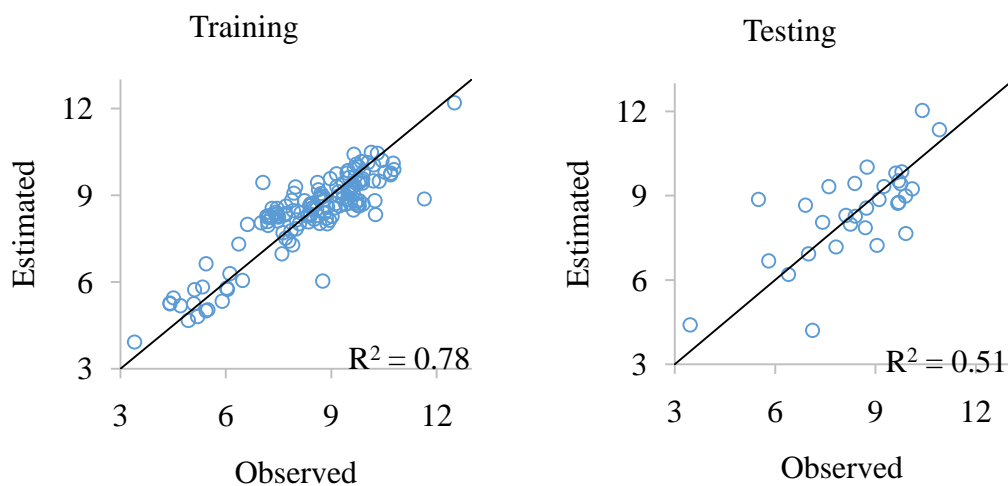 Training
12
9
6
3
3 6 9 12
Estimated
Observed
R² = 0.78
Testing
12
9
6
3
3 6 9 12
Estimated
Observed
R² = 0.51